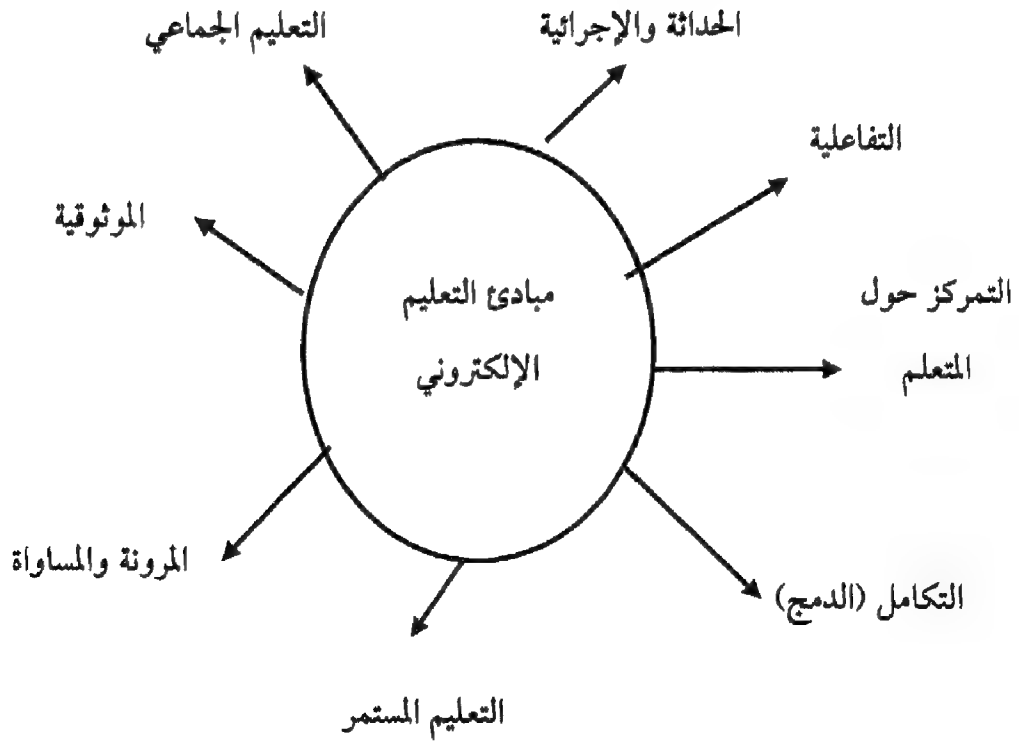 الحداثة والإجرائية
التعليم الجماعي
التفاعلية
الموثوقية
مبادئ التعليم
الإلكتروني
التمركز حول
المتعلم
المرونة والمساواة
التكامل (الدمج)
التعليم المستمر